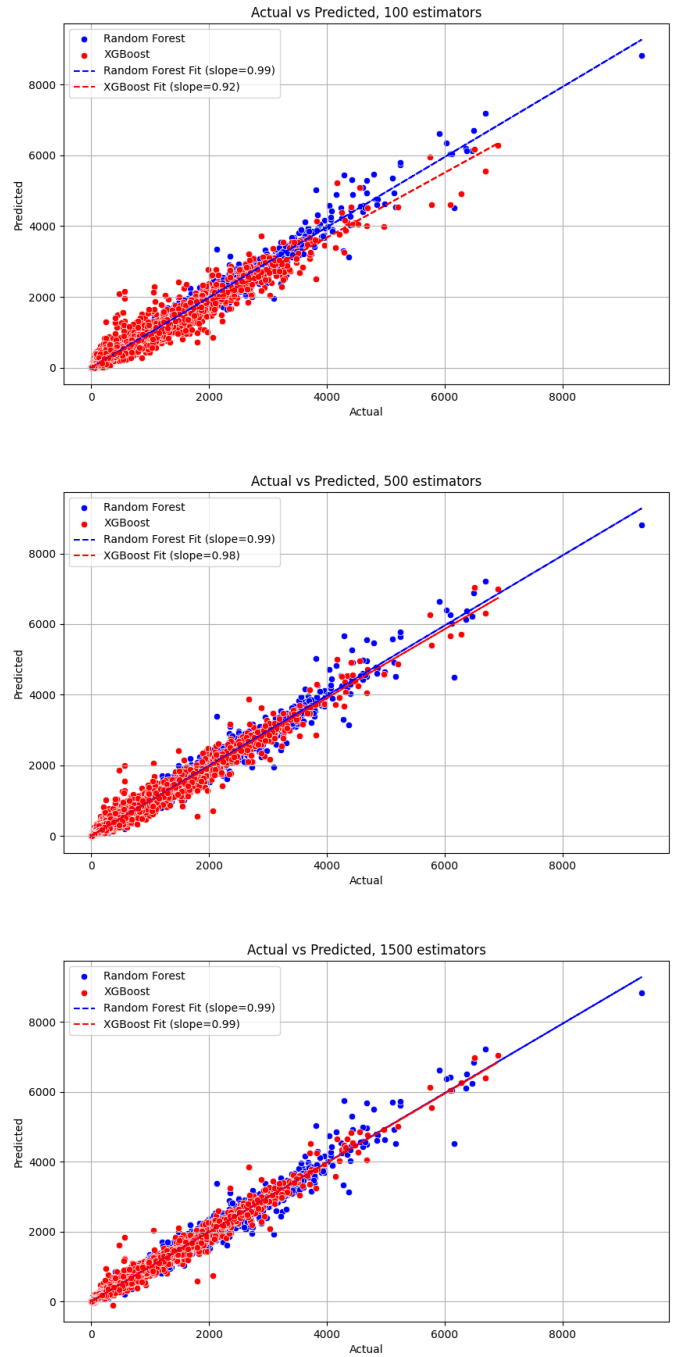 Actual vs Predicted, 100 estimators
Random Forest
XGBoost
Random Forest Fit (slope=0.99)
XGBoost Fit (slope=0.92)
8000
6000
4000
2000
0
Predicted
0 2000 4000 6000 8000
Actual
Actual vs Predicted, 500 estimators
Random Forest
XGBoost
Random Forest Fit (slope=0.99)
XGBoost Fit (slope=0.98)
8000
6000
4000
2000
0
Predicted
0 2000 4000 6000 8000
Actual
Actual vs Predicted, 1500 estimators
Random Forest
XGBoost
Random Forest Fit (slope=0.99)
XGBoost Fit (slope=0.99)
8000
6000
4000
2000
0
Predicted
0 2000 4000 6000 8000
Actual